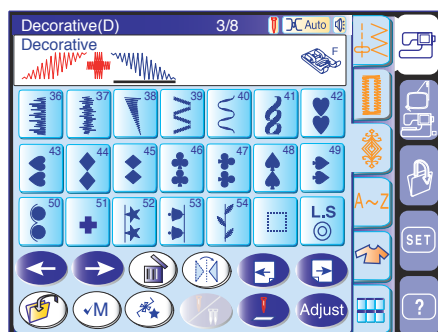 Decorative(D) 3/8 Auto
Decorative F
36 37 38 39 40 41 42
43 44 45 46 47 48 49
50 51 52 53 54 L.S
A~Z
SET
✓M Adjust ?